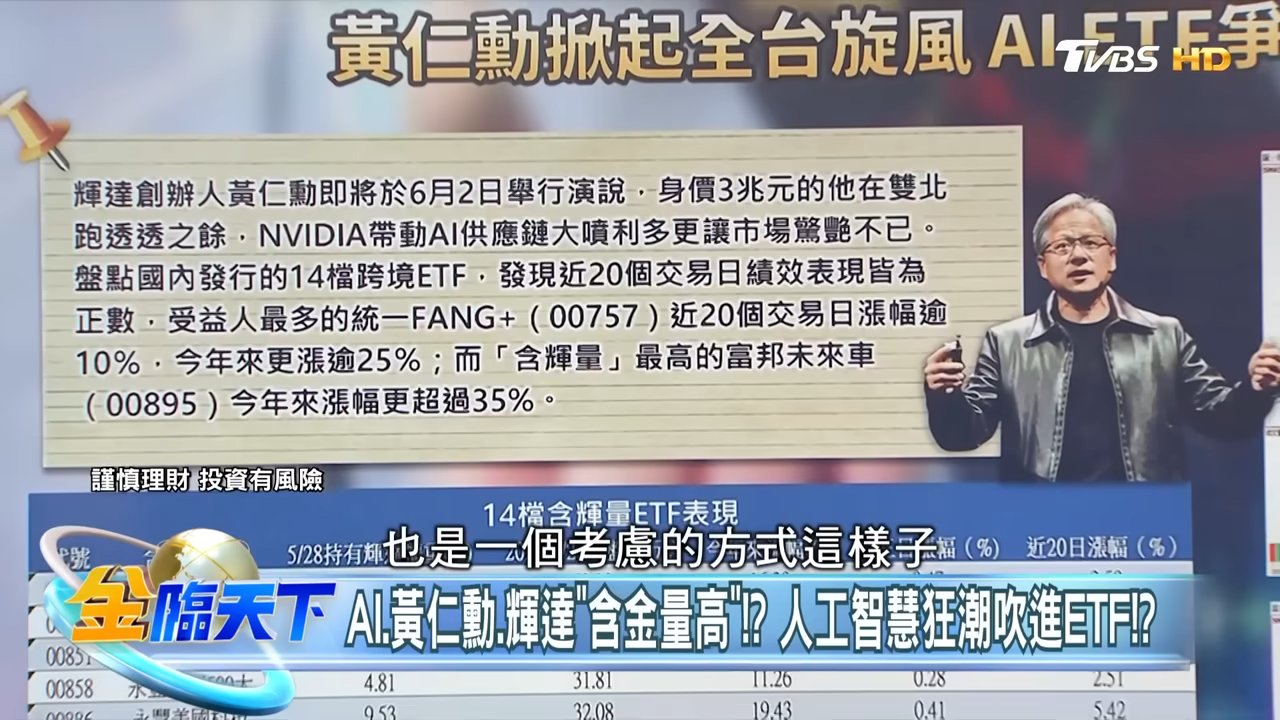 黃仁勳掀起全台旋風 AI ETF爭
TVBS HD
輝達創辦人黃仁勳即將於6月2日舉行演說，身價3兆元的他在雙北
跑透透之餘，NVIDIA帶動AI供應鏈大噴利多更讓市場驚艷不已。
盤點國內發行的14檔跨境ETF，發現近20個交易日績效表現皆為
正數，受益人最多的統一FANG+（00757）近20個交易日漲幅逾
10%，今年來更漲逾25%；而「含輝量」最高的富邦未來車
（00895）今年來漲幅更超過35%。
謹慎理財 投資有風險
14檔含輝量ETF表現
5/28持有輝 （%） 近20日漲幅（%）
也是一個考慮的方式這樣子
金臨天下
AI.黃仁勳.輝達"含金量高"!? 人工智慧狂潮吹進ETF!?
00851
00858 4.81 31.81 11.26 0.28 2.51
00886 永豐美國科技 9.53 32.08 19.43 0.41 5.42